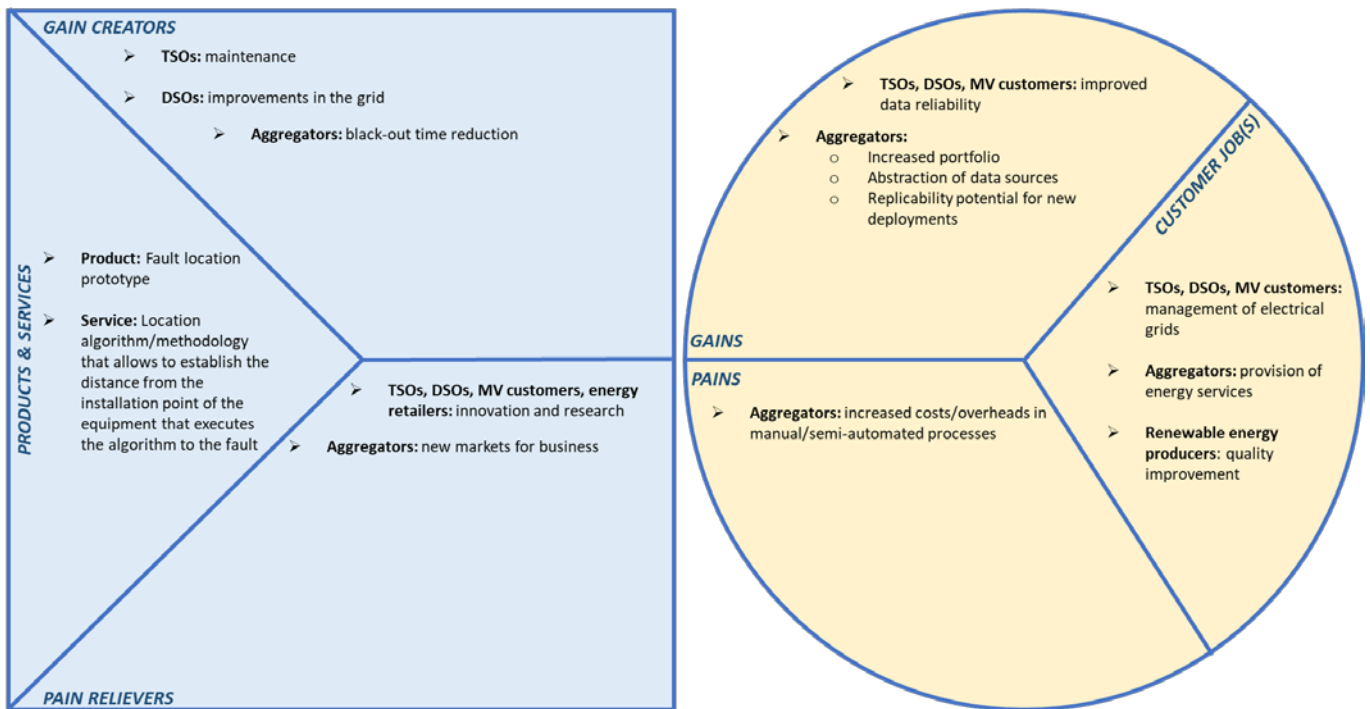 GAIN CREATORS
➢ TSOs: maintenance
➢ DSOs: improvements in the grid
➢ Aggregators: black-out time reduction
PRODUCTS & SERVICES
➢ Product: Fault location
prototype
➢ Service: Location
algorithm/methodology
that allows to establish the
distance from the
installation point of the
equipment that executes
the algorithm to the fault
➢ TSOs, DSOs, MV customers, energy
retailers: innovation and research
➢ Aggregators: new markets for business
PAIN RELIEVERS
➢ TSOs, DSOs, MV customers: improved
data reliability
➢ Aggregators:
o Increased portfolio
o Abstraction of data sources
o Replicability potential for new
deployments
GAINS
CUSTOMER JOB(S)
➢ TSOs, DSOs, MV customers:
management of electrical
grids
➢ Aggregators: provision of
energy services
➢ Renewable energy
producers: quality
improvement
PAINS
➢ Aggregators: increased costs/overheads in
manual/semi-automated processes